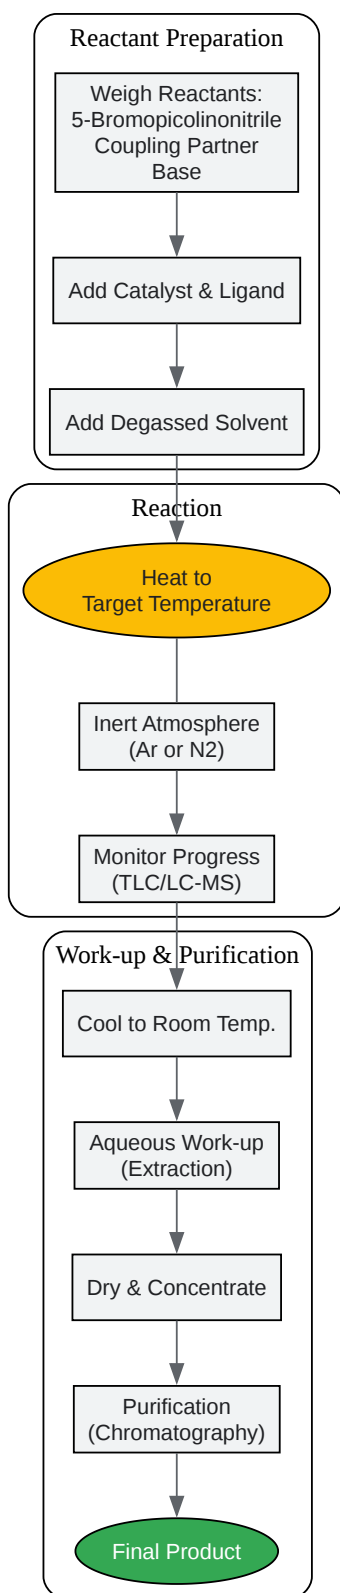 Reactant Preparation
Weigh Reactants:
5-Bromopicolinonitrile
Coupling Partner
Base
Add Catalyst & Ligand
Add Degassed Solvent
Reaction
Heat to
Target Temperature
Inert Atmosphere
(Ar or N2)
Monitor Progress
(TLC/LC-MS)
Work-up & Purification
Cool to Room Temp.
Aqueous Work-up
(Extraction)
Dry & Concentrate
Purification
(Chromatography)
Final Product